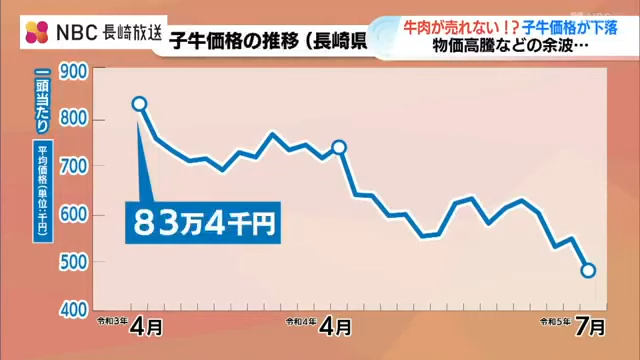 NBC 長崎放送
子牛価格の推移(長崎県
牛肉が売れない!?子牛価格が下落
物価高騰などの余波…
一頭当たり
平均価格(単位:千円)
900
800
700
600
500
400
83万4千円
令和3年 4月
令和4年 4月
令和5年 7月